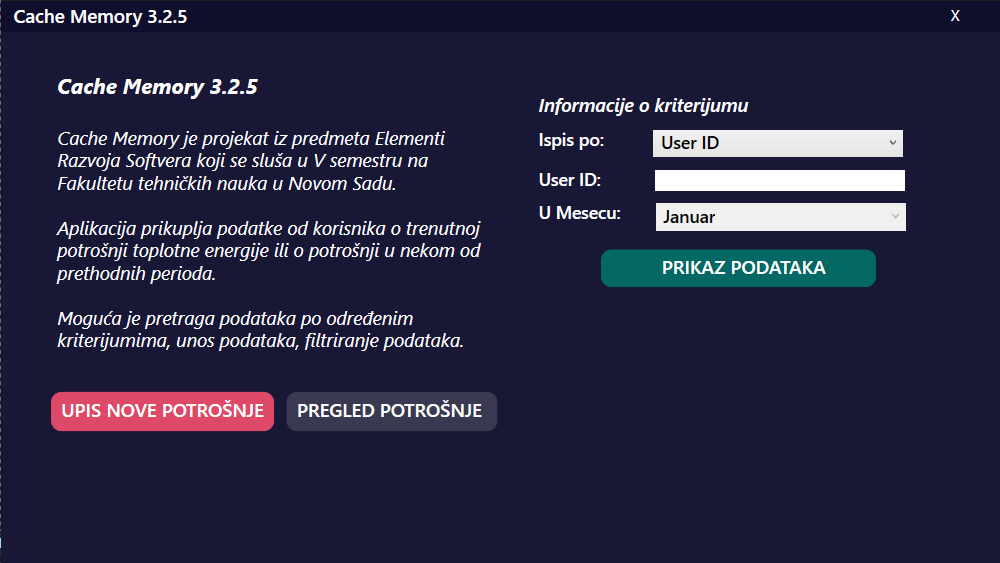 Cache Memory 3.2.5
X
Cache Memory 3.2.5
Cache Memory je projekat iz predmeta Elementi
Razvoja Softvera koji se sluša u V semestru na
Fakultetu tehničkih nauka u Novom Sadu.
Aplikacija prikuplja podatke od korisnika o trenutnoj
potrošnji toplotne energije ili o potrošnji u nekom od
prethodnih perioda.
Moguća je pretraga podataka po određenim
kriterijumima, unos podataka, filtriranje podataka.
UPIS NOVE POTROŠNJE
PREGLED POTROŠNJE
Informacije o kriterijumu
Ispis po:
User ID
User ID:
U Mesecu:
Januar
PRIKAZ PODATAKA